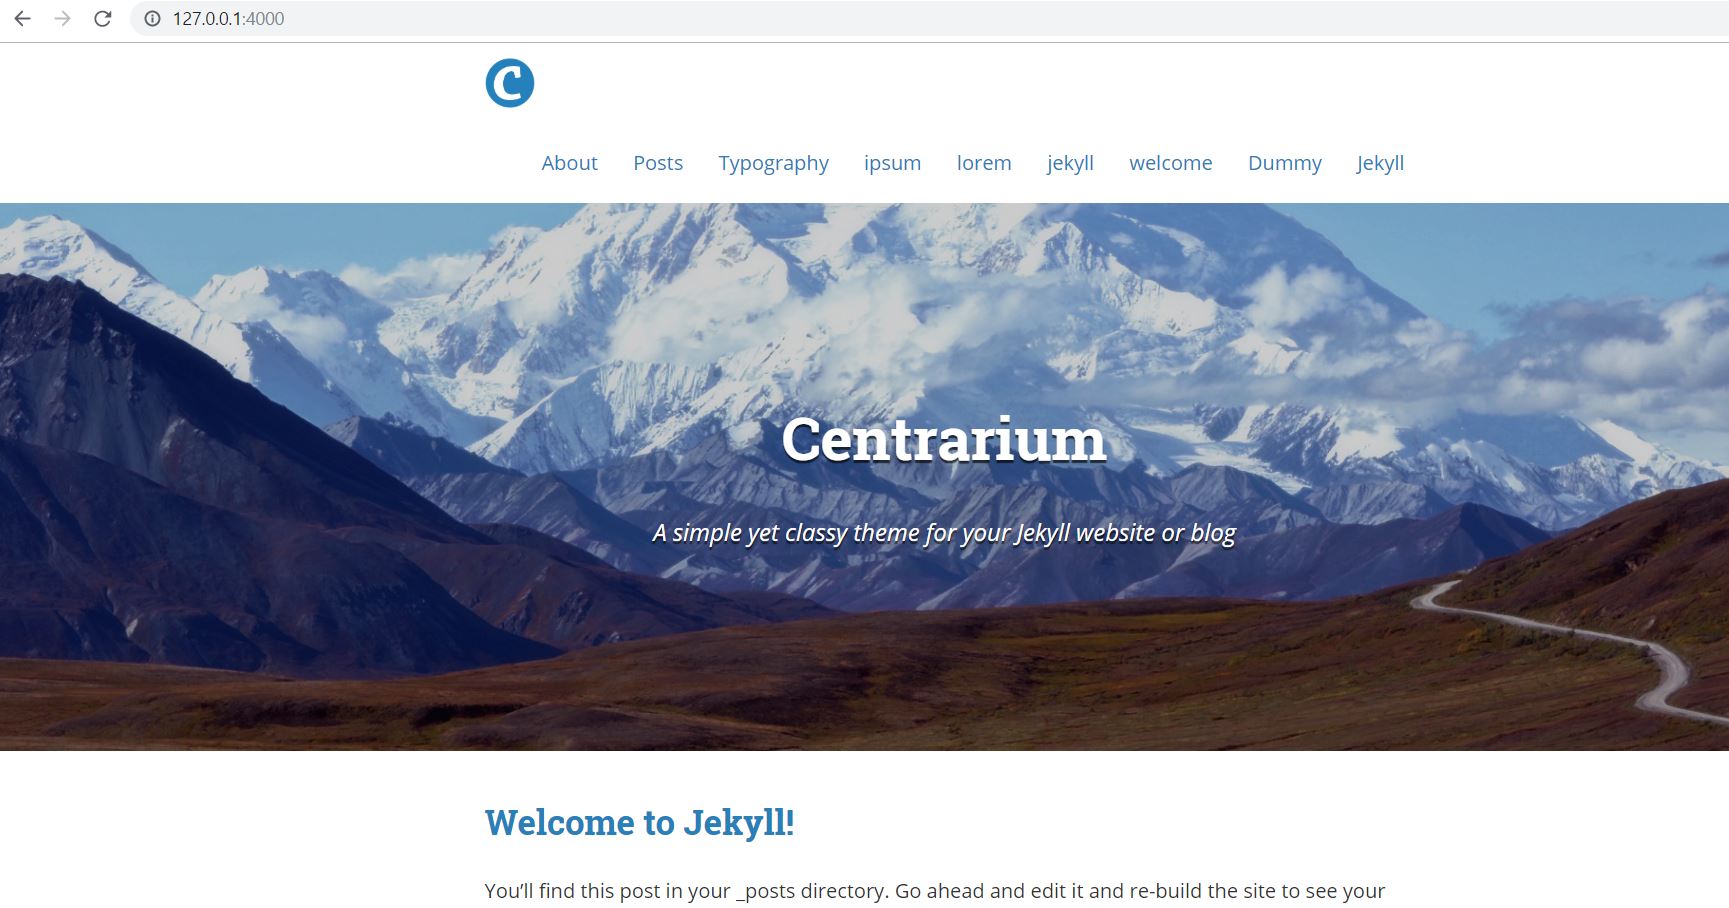 127.0.0.1:4000
C
About Posts Typography ipsum lorem jekyll welcome Dummy Jekyll
Centrarium
A simple yet classy theme for your Jekyll website or blog
Welcome to Jekyll!
You’ll find this post in your _posts directory. Go ahead and edit it and re-build the site to see your